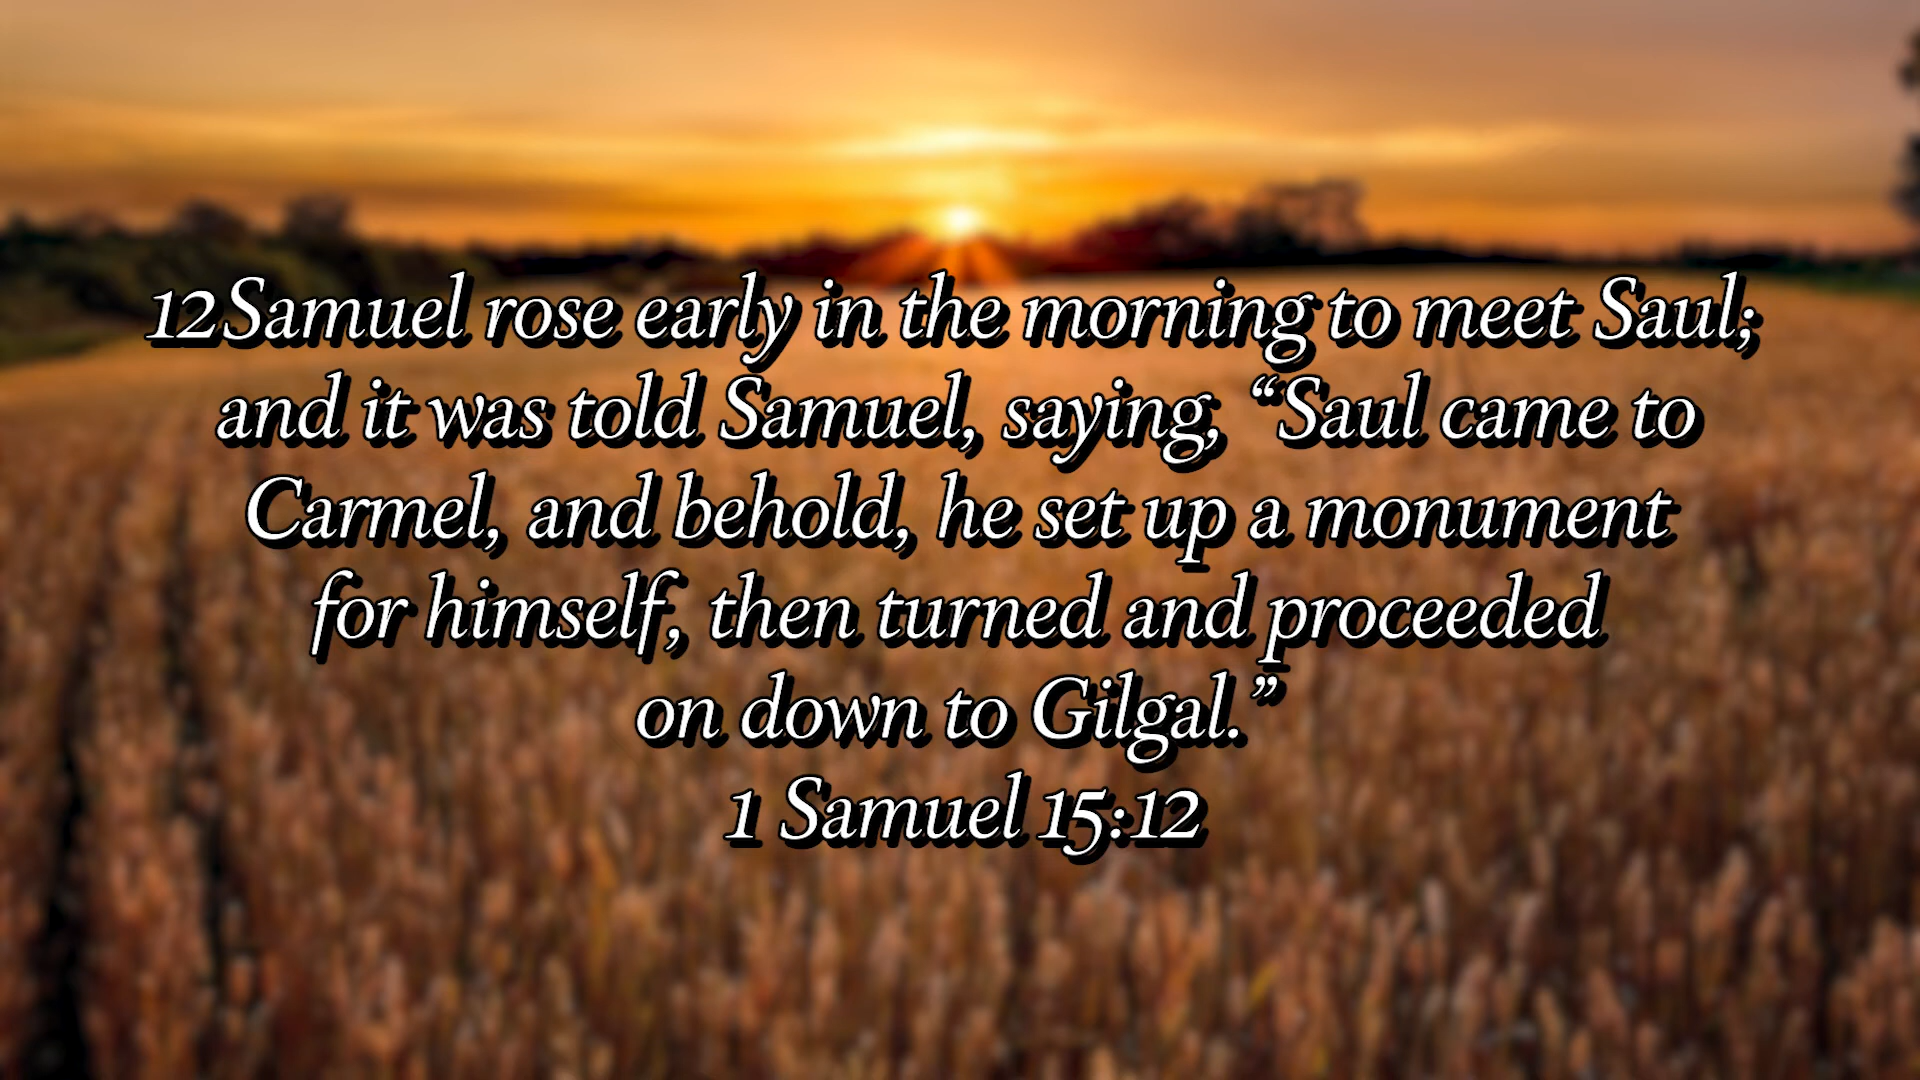 12Samuel rose early in the morning to meet Saul;
and it was told Samuel, saying, “Saul came to
Carmel, and behold, he set up a monument
for himself, then turned and proceeded
on down to Gilgal.”
1 Samuel 15:12